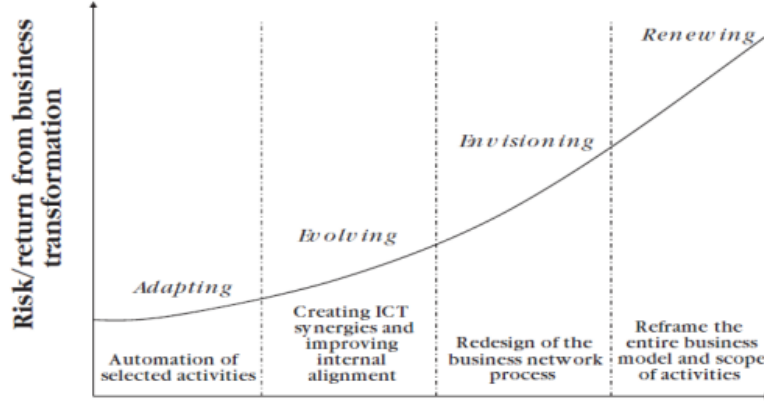 Risk/return from business
transformation
Adapting
Evolving
Envisioning
Renewing
Automation of
selected activities
Creating ICT
synergies and
improving
internal
alignment
Redesign of the
business network
process
Reframe the
entire business
model and scope
of activities